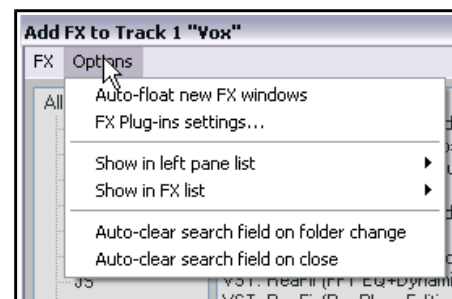 Add FX to Track 1 "Vox"
FX Options
All
Auto-float new FX windows
FX Plug-ins settings...
Show in left pane list
Show in FX list
Auto-clear search field on folder change
Auto-clear search field on close
JS